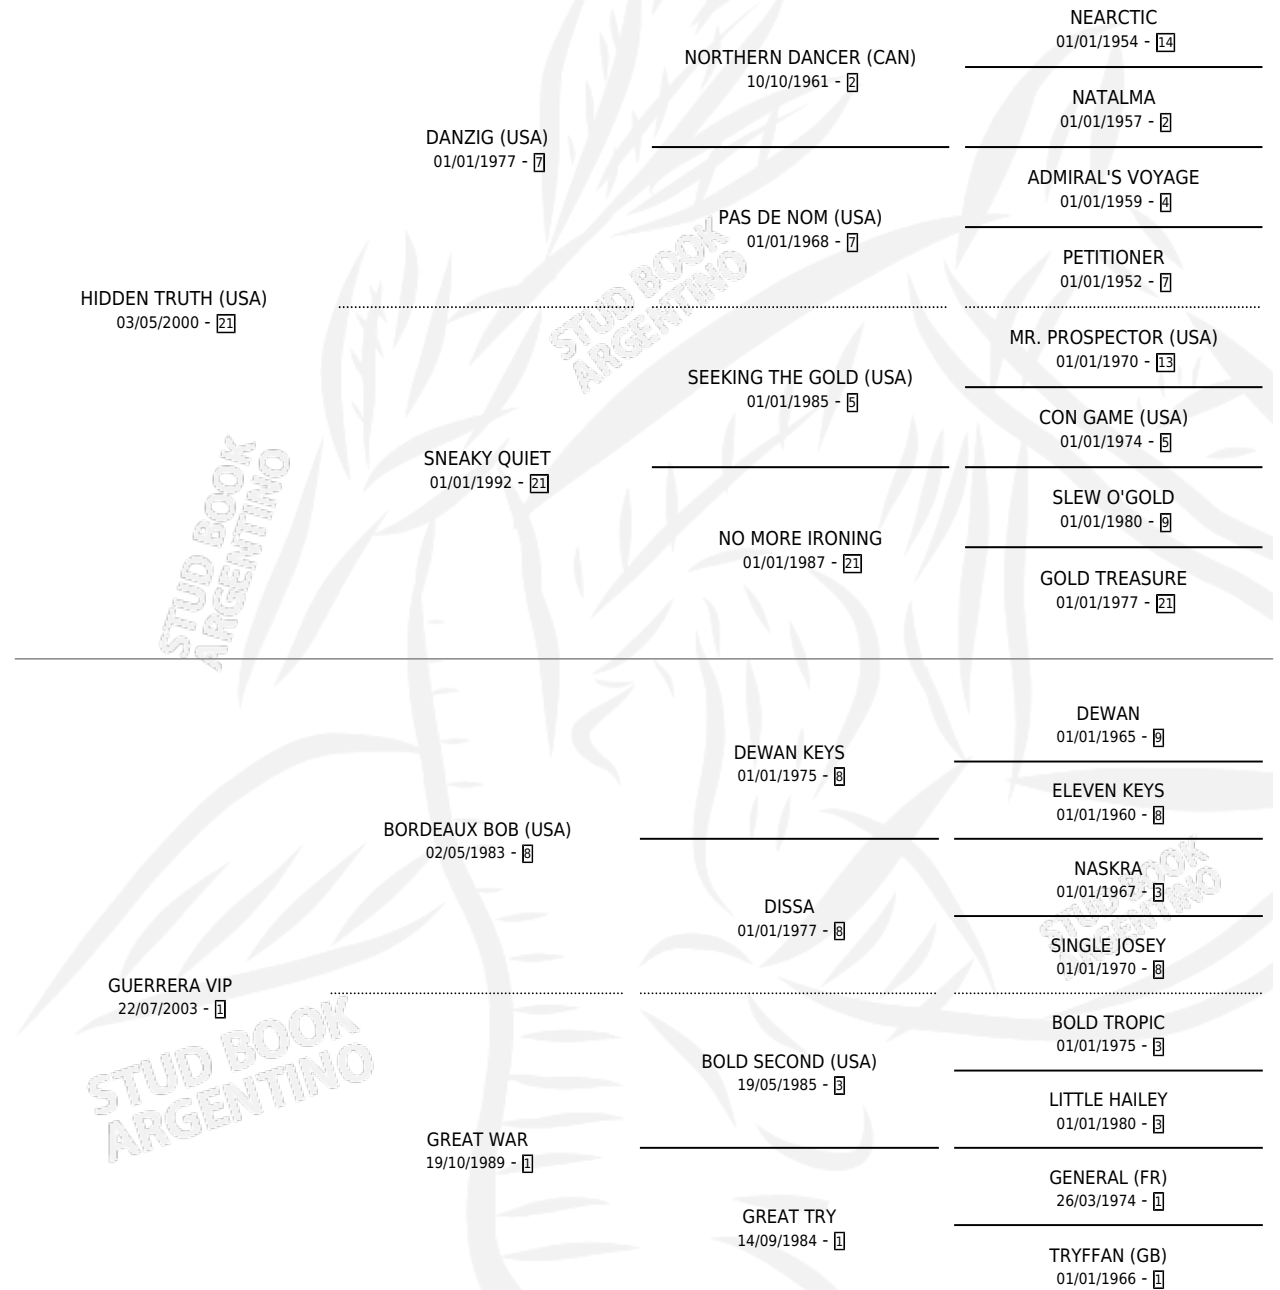 NEARCTIC
01/01/1954 - 14
NORTHERN DANCER (CAN)
10/10/1961 - 2
NATALMA
01/01/1957 - 2
DANZIG (USA)
01/01/1977 - 7
ADMIRAL'S VOYAGE
01/01/1959 - 4
PAS DE NOM (USA)
01/01/1968 - 7
PETITIONER
01/01/1952 - 7
HIDDEN TRUTH (USA)
03/05/2000 - 21
STUD BOOK
ARGENTINO
MR. PROSPECTOR (USA)
01/01/1970 - 13
SEEKING THE GOLD (USA)
01/01/1985 - 5
CON GAME (USA)
01/01/1974 - 5
SNEAKY QUIET
01/01/1992 - 21
SLEW O'GOLD
01/01/1980 - 9
NO MORE IRONING
01/01/1987 - 21
GOLD TREASURE
01/01/1977 - 21
STUD BOOK
ARGENTINO
DEWAN
01/01/1965 - 9
DEWAN KEYS
01/01/1975 - 8
ELEVEN KEYS
01/01/1960 - 8
BORDEAUX BOB (USA)
02/05/1983 - 8
NASKRA
01/01/1967 - 3
DISSA
01/01/1977 - 8
SINGLE JOSEY
01/01/1970 - 8
STUD BOOK
ARGENTINO
GUERRERA VIP
22/07/2003 - 1
BOLD TROPIC
01/01/1975 - 3
BOLD SECOND (USA)
19/05/1985 - 3
LITTLE HAILEY
01/01/1980 - 3
STUD BOOK
ARGENTINO
GREAT WAR
19/10/1989 - 1
GENERAL (FR)
26/03/1974 - 1
GREAT TRY
14/09/1984 - 1
TRYFFAN (GB)
01/01/1966 - 1